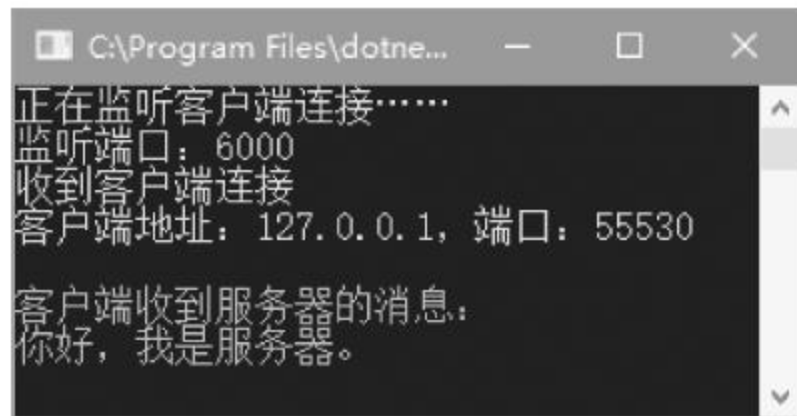 C:\Program Files\dotne...
正在监听客户端连接……
监听端口：6000
收到客户端连接
客户端地址：127.0.0.1, 端口：55530
客户端收到服务器的消息：
你好，我是服务器。